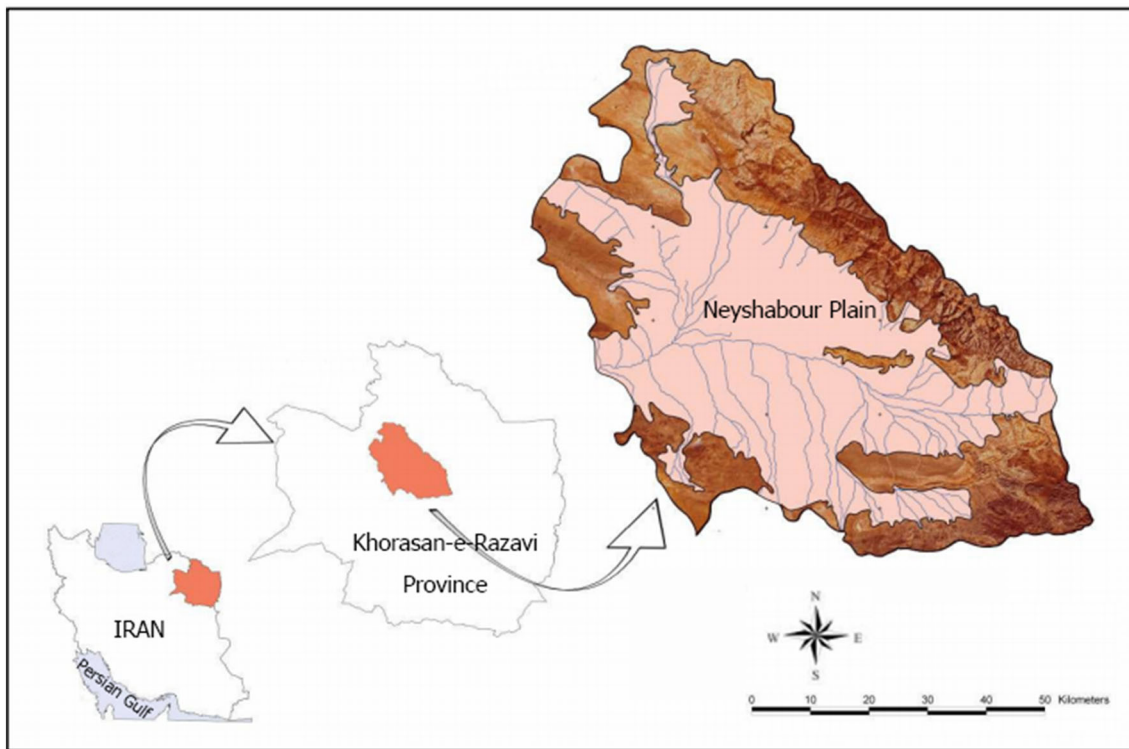 Neyshabour Plain
Khorasan-e-Razavi
Province
IRAN
Persian Gulf
N
W
E
S
0 10 20 30 40 50 Kilometers